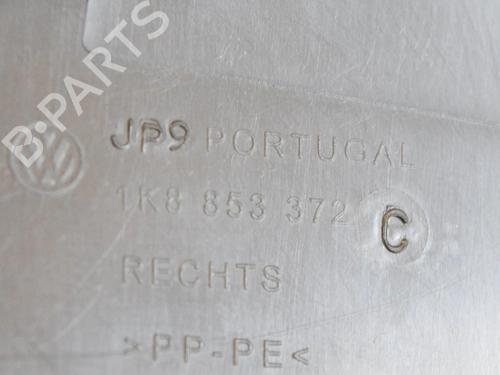 B-PARTS
JP9 PORTUGAL
1K8 853 372 C
RECHTS
>PP-PE<